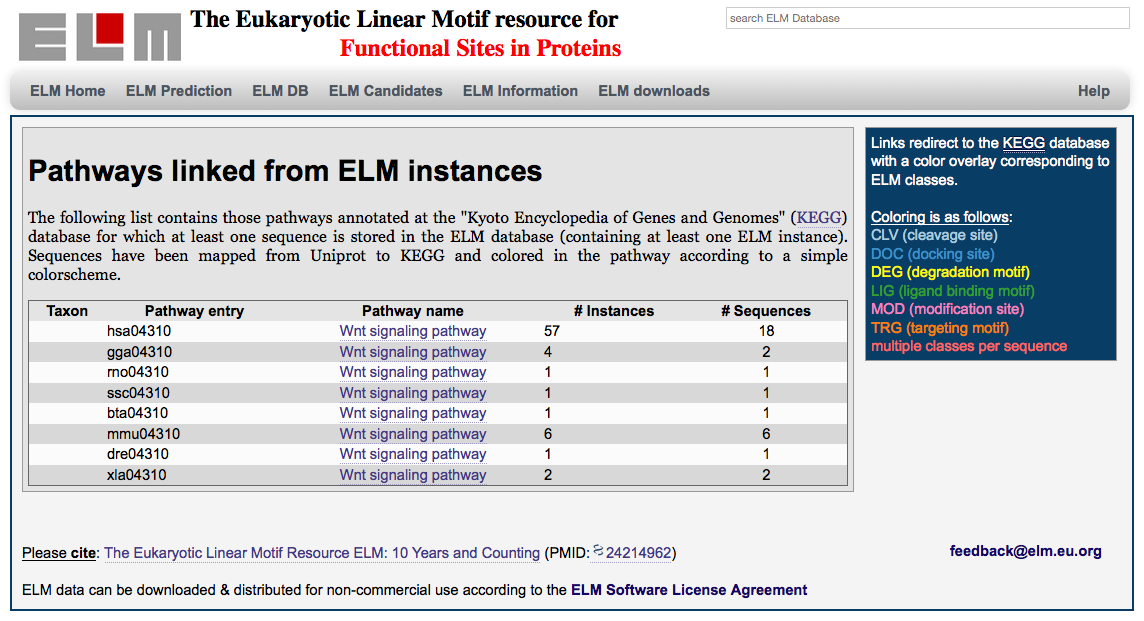 ELM The Eukaryotic Linear Motif resource for
Functional Sites in Proteins
search ELM Database
ELM Home ELM Prediction ELM DB ELM Candidates ELM Information ELM downloads Help
Pathways linked from ELM instances
The following list contains those pathways annotated at the "Kyoto Encyclopedia of Genes and Genomes" (KEGG)
database for which at least one sequence is stored in the ELM database (containing at least one ELM instance).
Sequences have been mapped from Uniprot to KEGG and colored in the pathway according to a simple
colorscheme.
Taxon Pathway entry Pathway name # Instances # Sequences
hsa04310 Wnt signaling pathway 57 18
gga04310 Wnt signaling pathway 4 2
rno04310 Wnt signaling pathway 1 1
ssc04310 Wnt signaling pathway 1 1
bta04310 Wnt signaling pathway 1 1
mmu04310 Wnt signaling pathway 6 6
dre04310 Wnt signaling pathway 1 1
xla04310 Wnt signaling pathway 2 2
Links redirect to the KEGG database
with a color overlay corresponding to
ELM classes.
Coloring is as follows:
CLV (cleavage site)
DOC (docking site)
DEG (degradation motif)
LIG (ligand binding motif)
MOD (modification site)
TRG (targeting motif)
multiple classes per sequence
Please cite: The Eukaryotic Linear Motif Resource ELM: 10 Years and Counting (PMID: 24214962)
feedback@elm.eu.org
ELM data can be downloaded & distributed for non-commercial use according to the ELM Software License Agreement